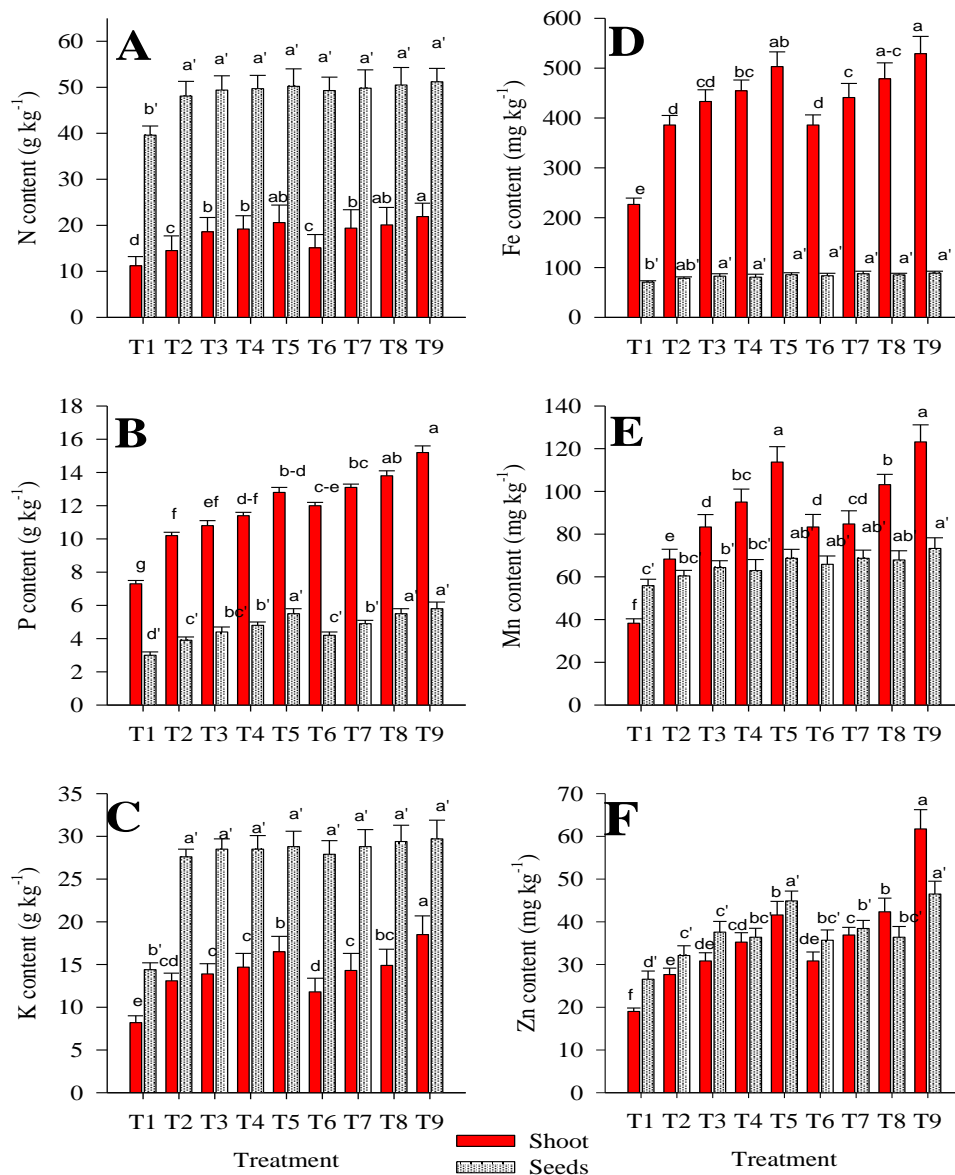 A
N content (g kg-1)
60
50
40
30
20
10
0
d c b b ab c b b a
b' a' a' a' a' a' a' a' a'
T1 T2 T3 T4 T5 T6 T7 T8 T9
D
Fe content (mg kg-1)
600
500
400
300
200
100
0
e d cd bc ab d c a-c a
b' ab' a' a' a' a' a' a' a'
T1 T2 T3 T4 T5 T6 T7 T8 T9
B
P content (g kg-1)
18
16
14
12
10
8
6
4
2
0
g f ef d-f b-d c-e bc ab a
d' c' bc' b' a' c' b' a' a'
T1 T2 T3 T4 T5 T6 T7 T8 T9
E
Mn content (mg kg-1)
140
120
100
80
60
40
20
0
f e d bc a d cd b a
c' bc' b' bc' ab' ab' ab' ab' a'
T1 T2 T3 T4 T5 T6 T7 T8 T9
C
K content (g kg-1)
35
30
25
20
15
10
5
0
e cd c c b d c bc a
b' a' a' a' a' a' a' a' a'
T1 T2 T3 T4 T5 T6 T7 T8 T9
Treatment
F
Zn content (mg kg-1)
70
60
50
40
30
20
10
0
f e de cd b de c b a
d' c' c' bc' a' bc' b' bc' a'
T1 T2 T3 T4 T5 T6 T7 T8 T9
Treatment
Shoot
Seeds